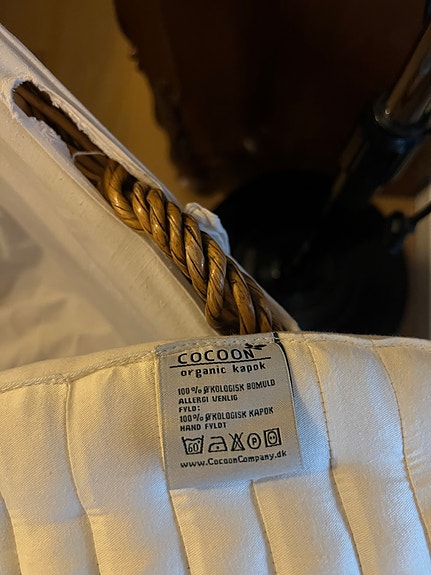 COCOON
organic kapok
100% ØKOLOGISK BOMULD
ALLERGI VENLIG
FYLD:
100% ØKOLOGISK KAPOK
HAND FYLDT
60°
www.CocoonCompany.dk